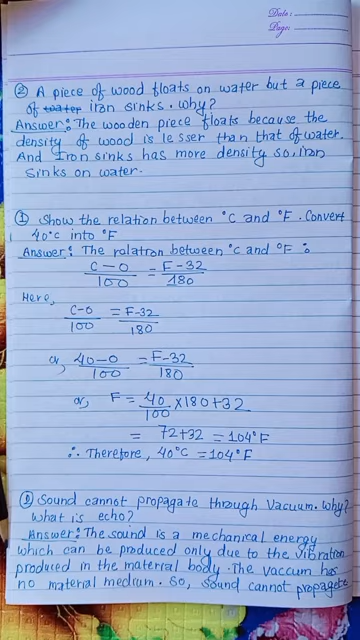 Date:
Page:
② A piece of wood floats on water but a piece
of water iron sinks. why?
Answer: The wooden piece floats because the
density of wood is lesser than that of water.
And Iron sinks has more density so, iron
sinks on water.
① Show the relation between °C and °F. Convert
40°C into °F
Answer: The ralatron between °C and °F :
C-0/100 = F-32/180
Here,
C-0/100 = F-32/180
or, 40-0/100 = F-32/180
or, F = 40/100 x 180+32
= 72+32 = 104°F
∴ Therefore, 40°C = 104°F
① Sound cannot propagate through Vacuum. Why?
What is echo?
Answer: The sound is a mechanical energy
which can be produced only due to the vibration
produced in the material body. The vaccum has
no material medium. So, sound cannot propagate